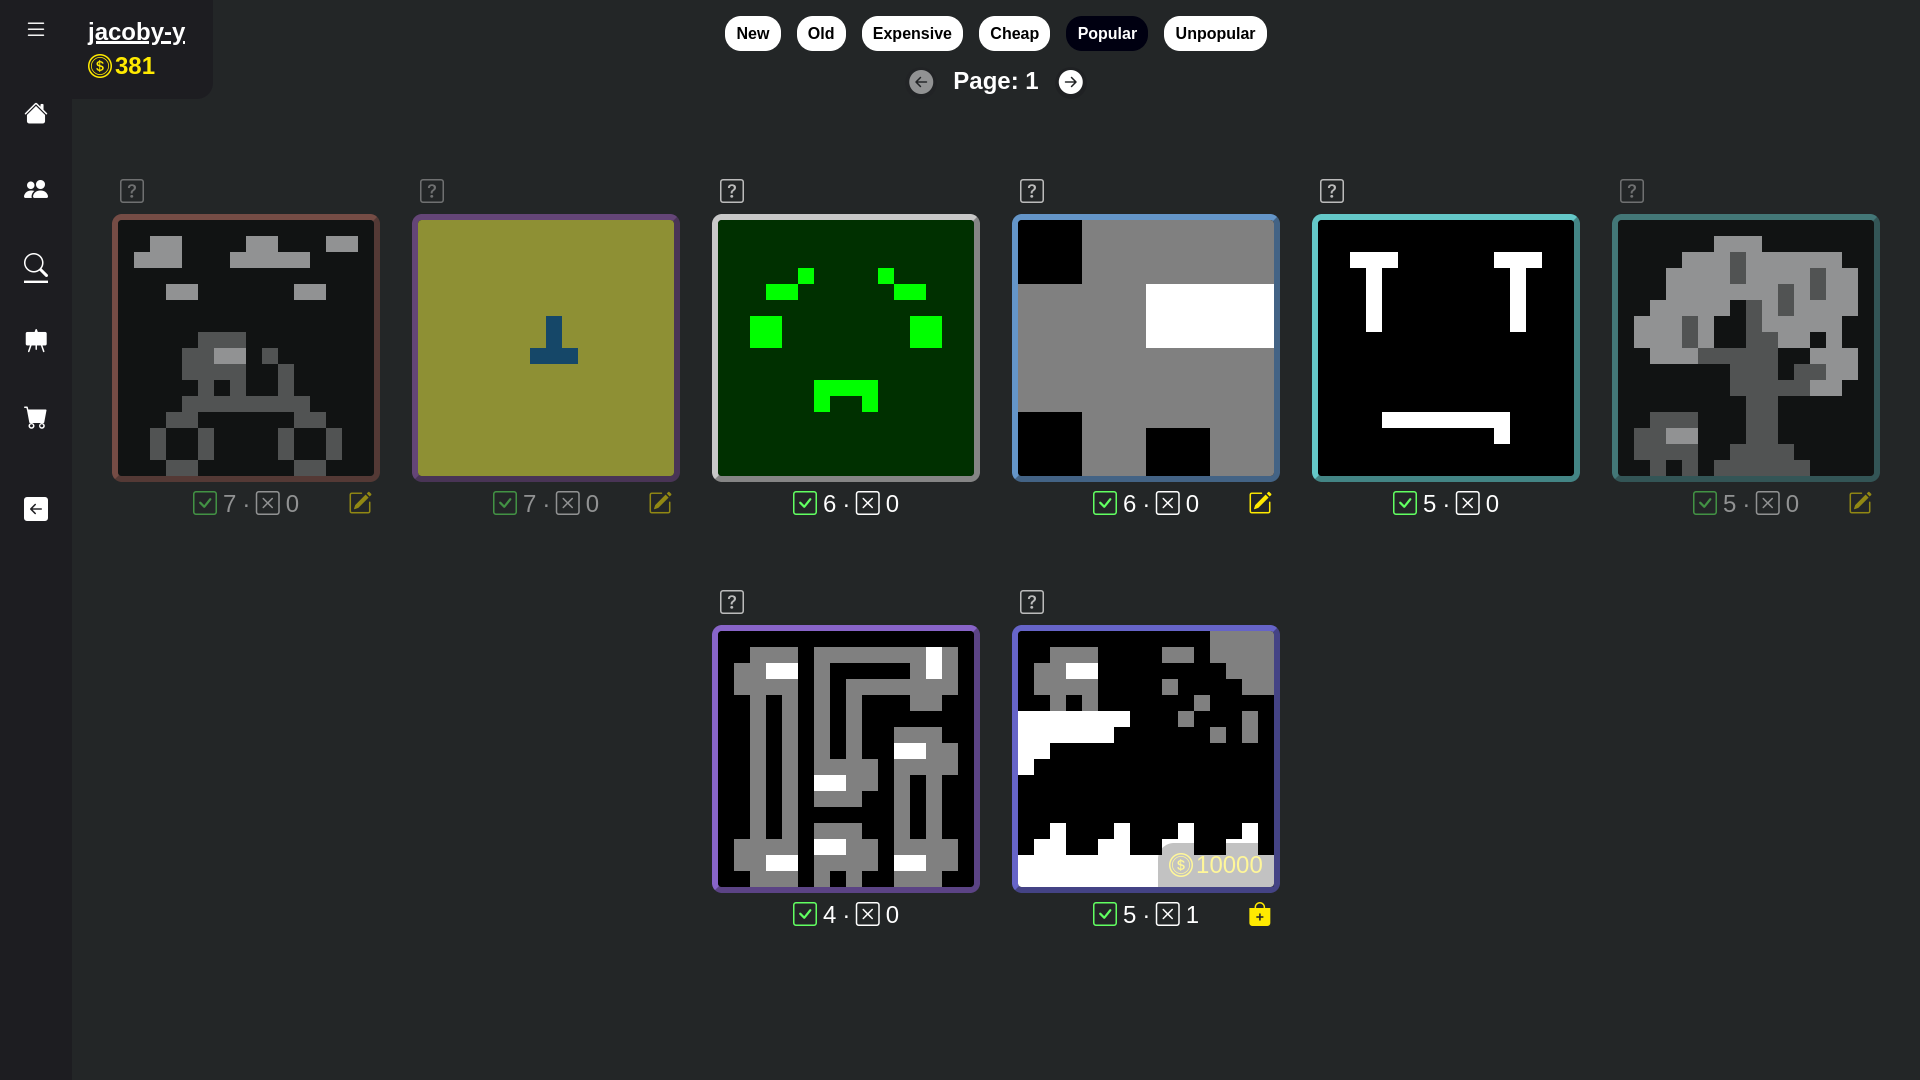 jacoby-y
381
New Old Expensive Cheap Popular Unpopular
Page: 1
7 · 0
7 · 0
6 · 0
6 · 0
5 · 0
5 · 0
10000
4 · 0
5 · 1